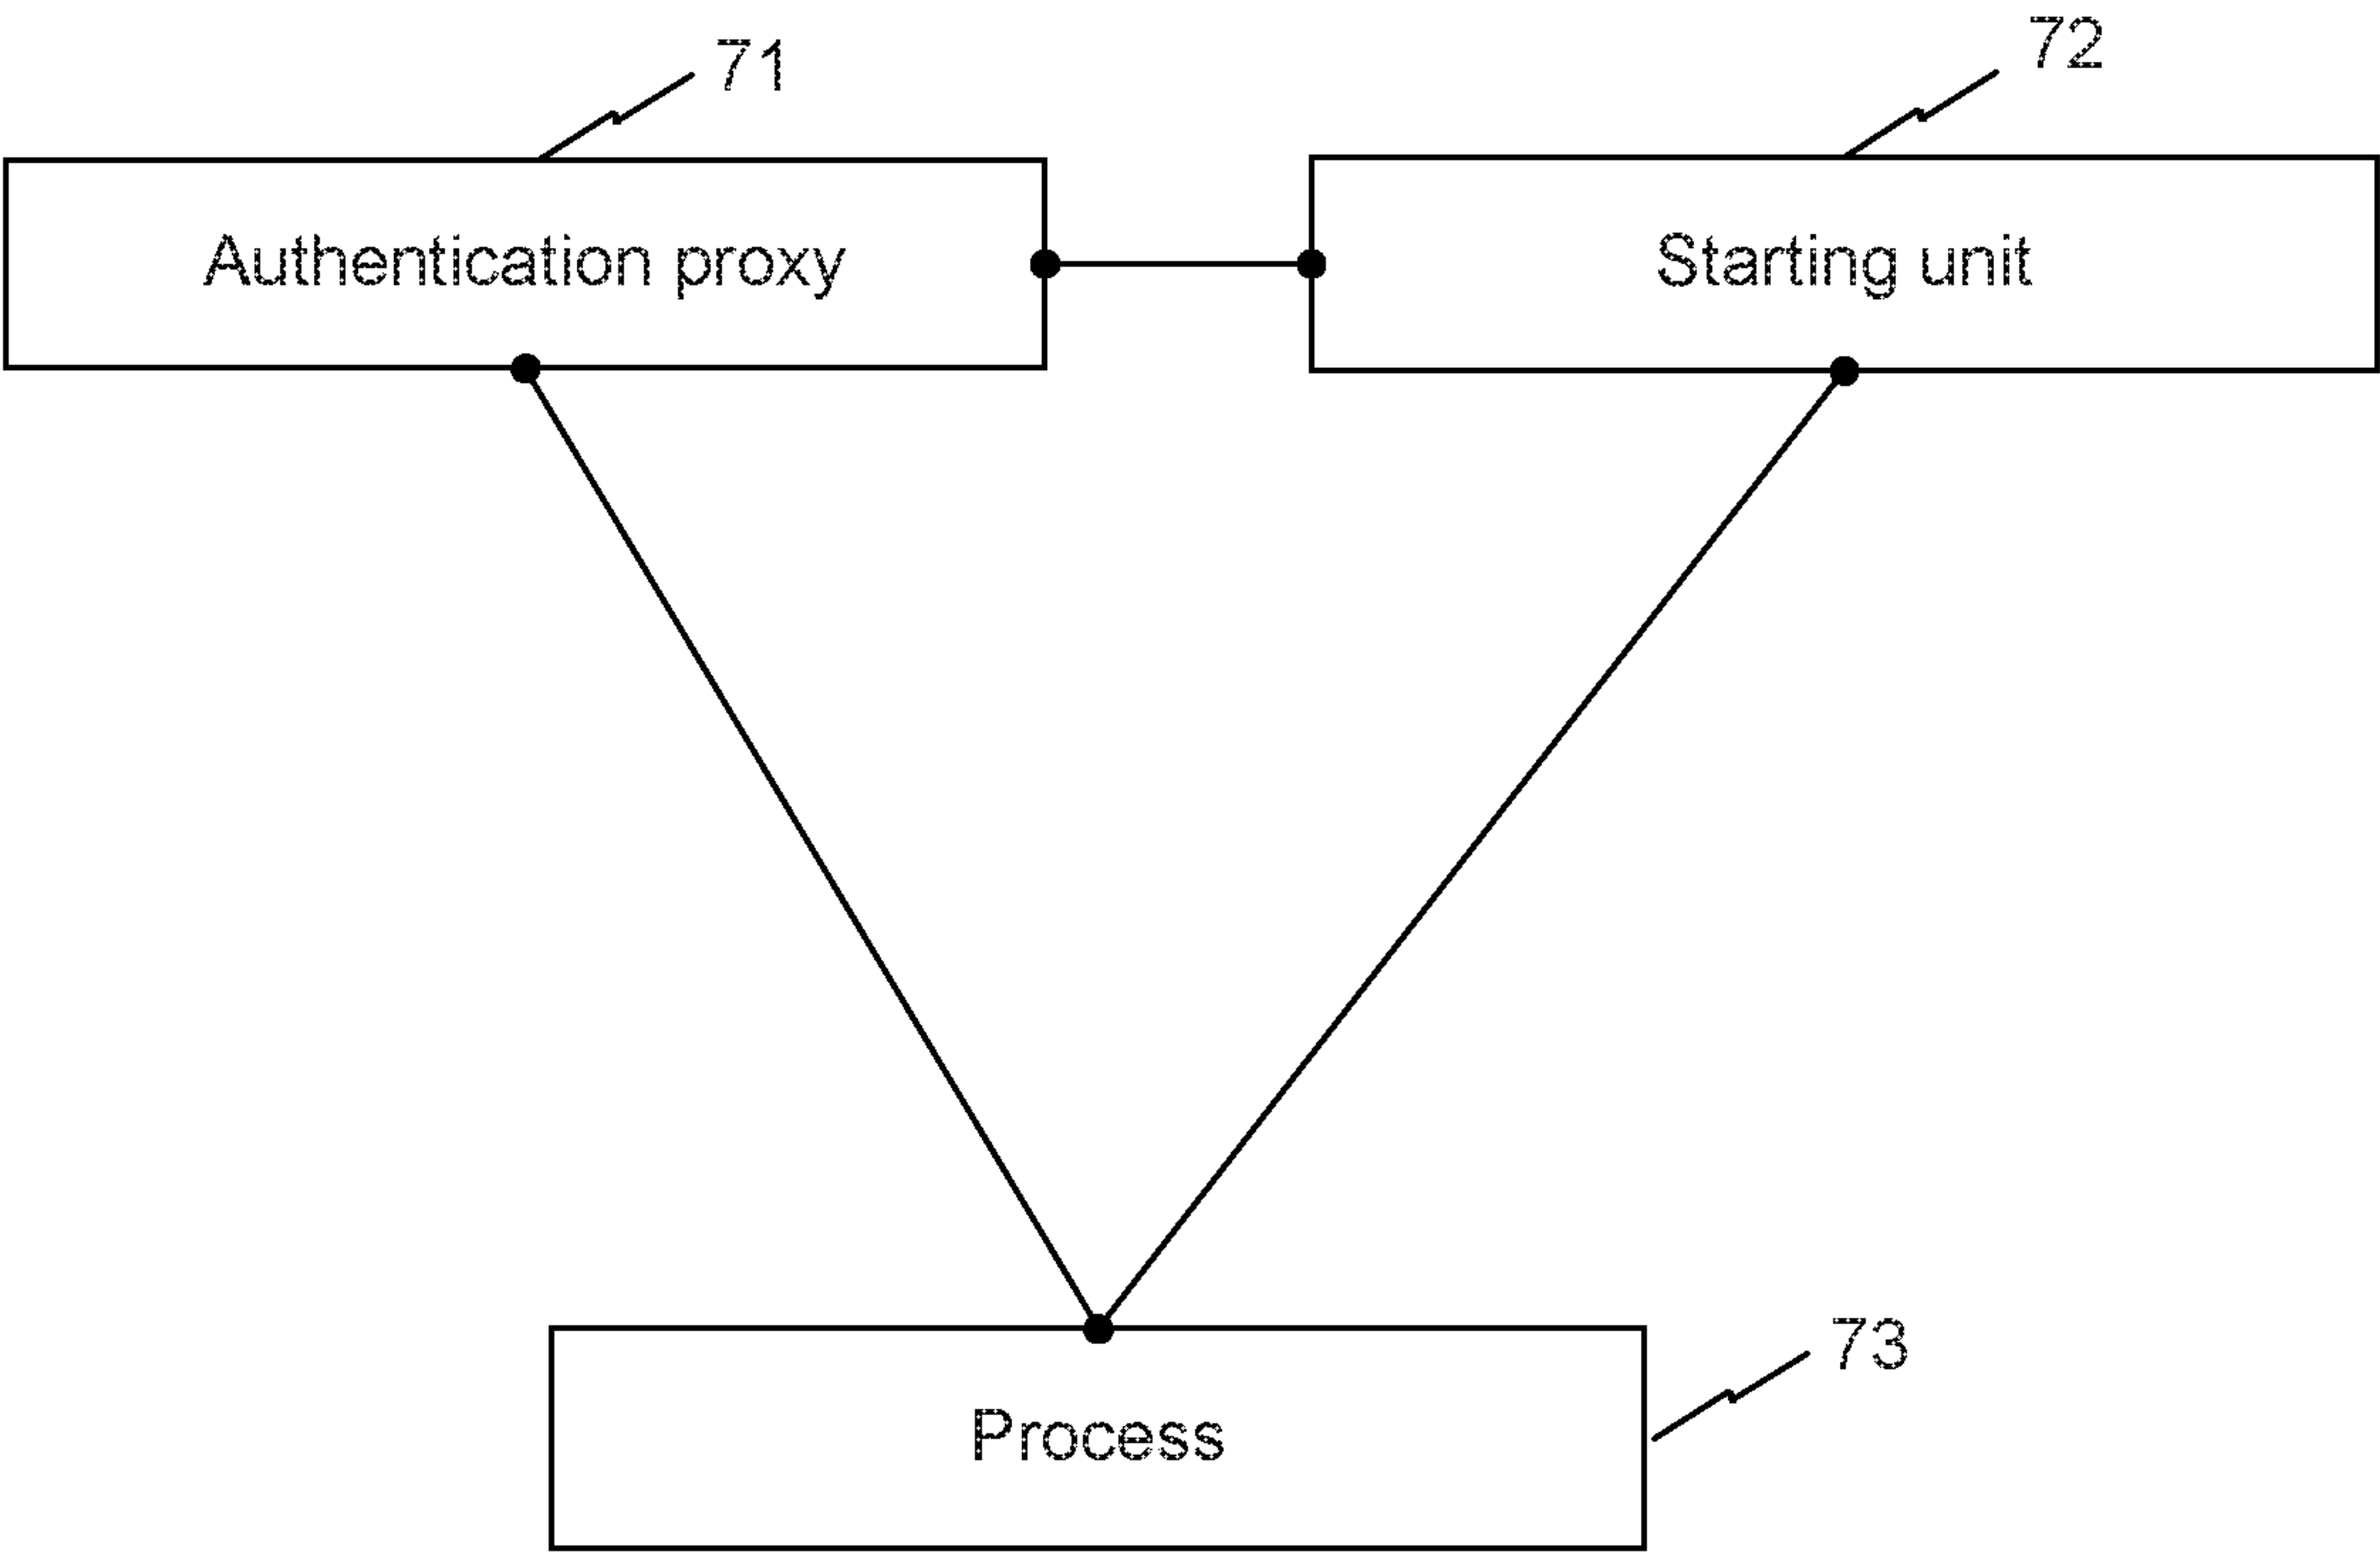 71
72
Authentication proxy
Starting unit
73
Process